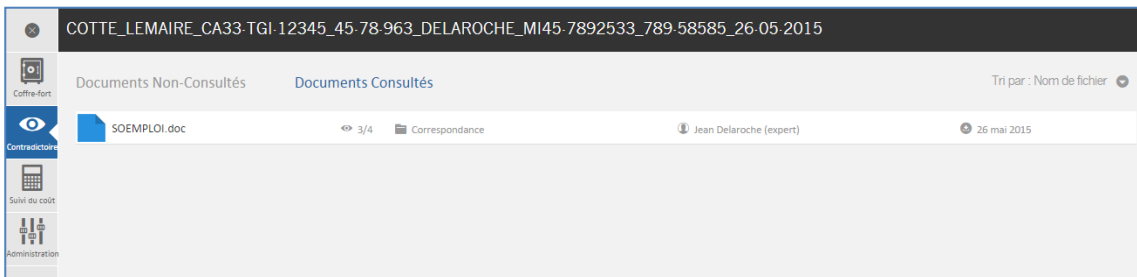 COTTE_LEMAIRE_CA33-TGI-12345_45-78-963_DELAROCHE_MI45-7892533_789-58585_26-05-2015
Coffre-fort
Documents Non-Consultés Documents Consultés Tri par : Nom de fichier
SOEMPLOI.doc 3/4 Correspondance Jean Delaroche (expert) 26 mai 2015
Contradictoire
Suivi du coût
Administration